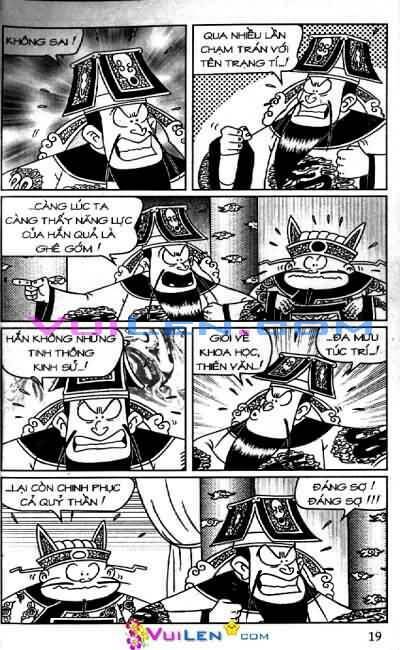 KHÔNG SAI !
QUA NHIỀU LẦN
CHẠM TRÁN VỚI
TÊN TRẠNG TÍ...!
...CÀNG LÚC TA
CÀNG THẤY NĂNG LỰC
CỦA HẮN QUẢ LÀ
GHÊ GỚM !
VUILEN.COM
HẮN KHÔNG NHỮNG
TINH THÔNG
KINH SỬ...!
GIỎI VỀ
KHOA HỌC,
THIÊN VĂN...!
...ĐA MƯU
TÚC TRÍ...!
...LẠI CÒN CHINH PHỤC
CẢ QUỶ THẦN !
ĐÁNG SỢ !
ĐÁNG SỢ !!!
19
VUILEN.COM